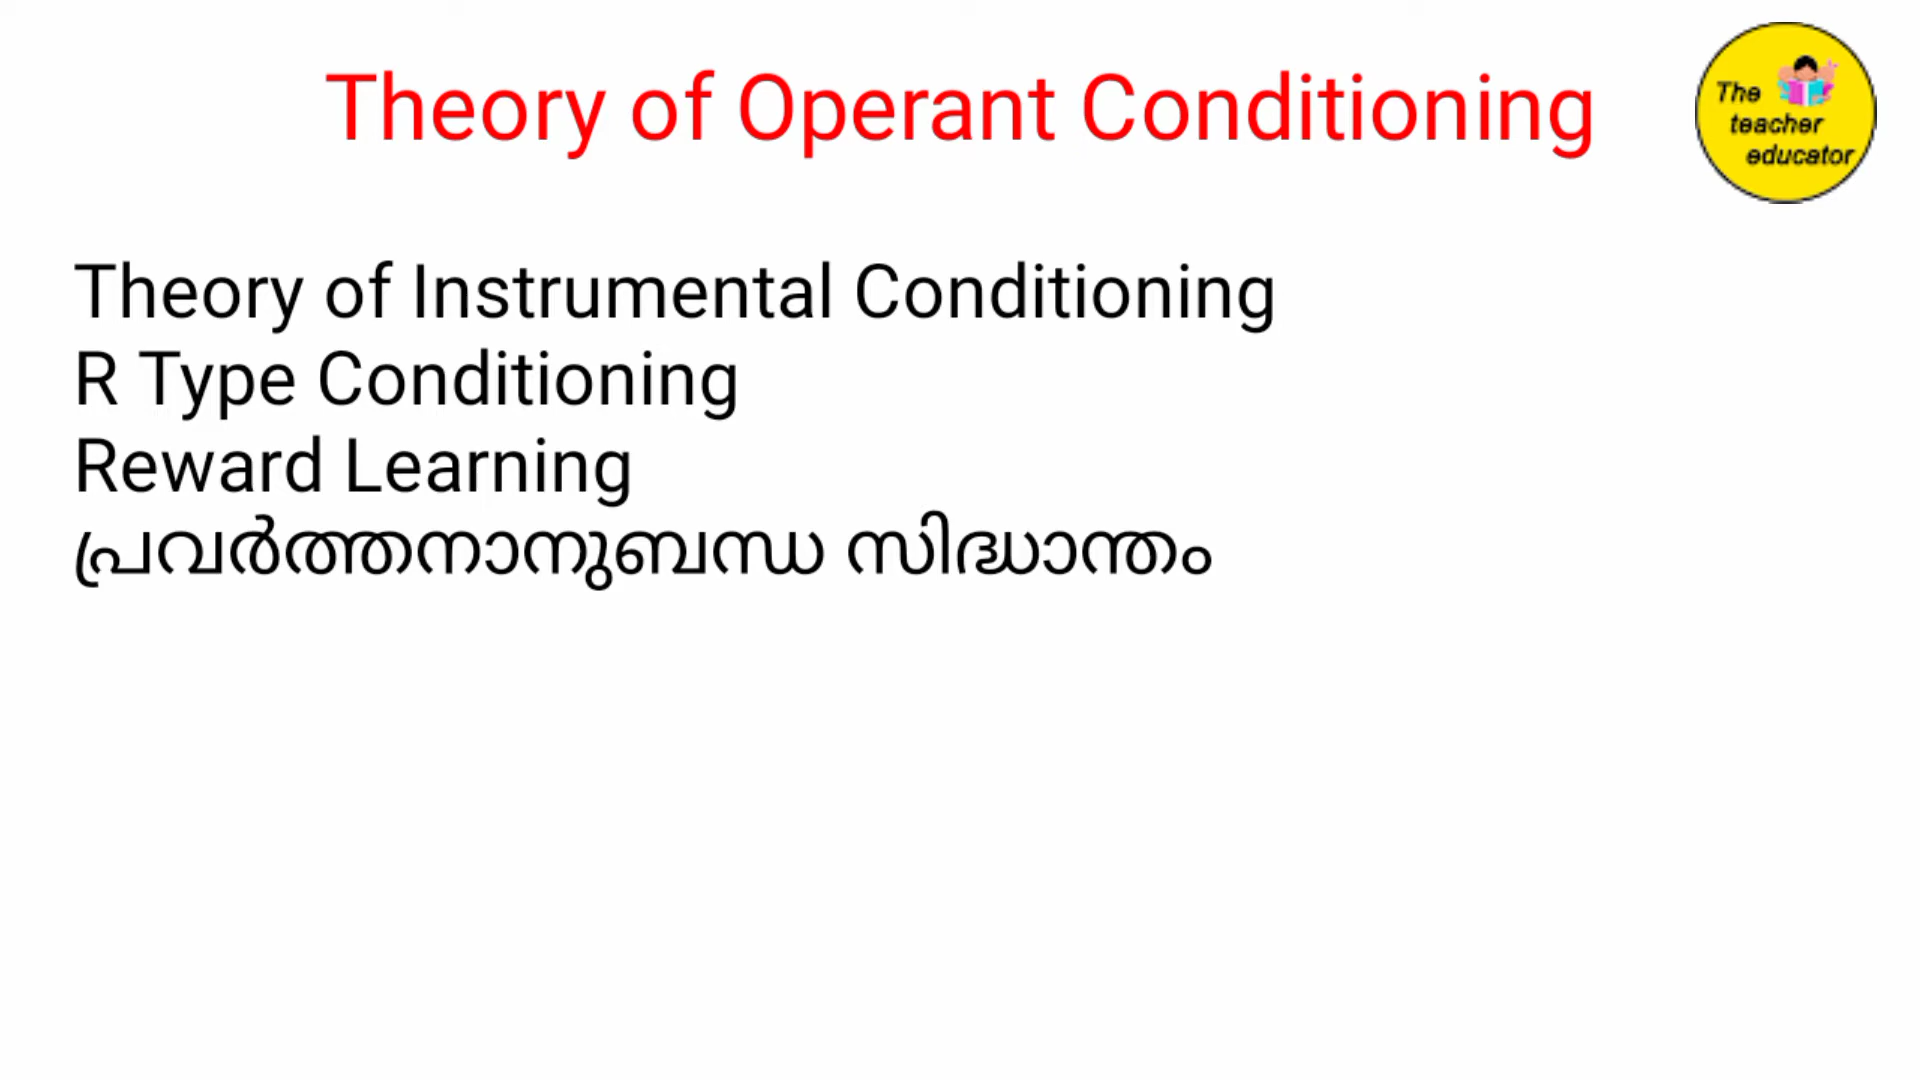 Theory of Operant Conditioning
The
teacher
educator
Theory of Instrumental Conditioning
R Type Conditioning
Reward Learning
പ്രവർത്തനാനുബന്ധ സിദ്ധാന്തം